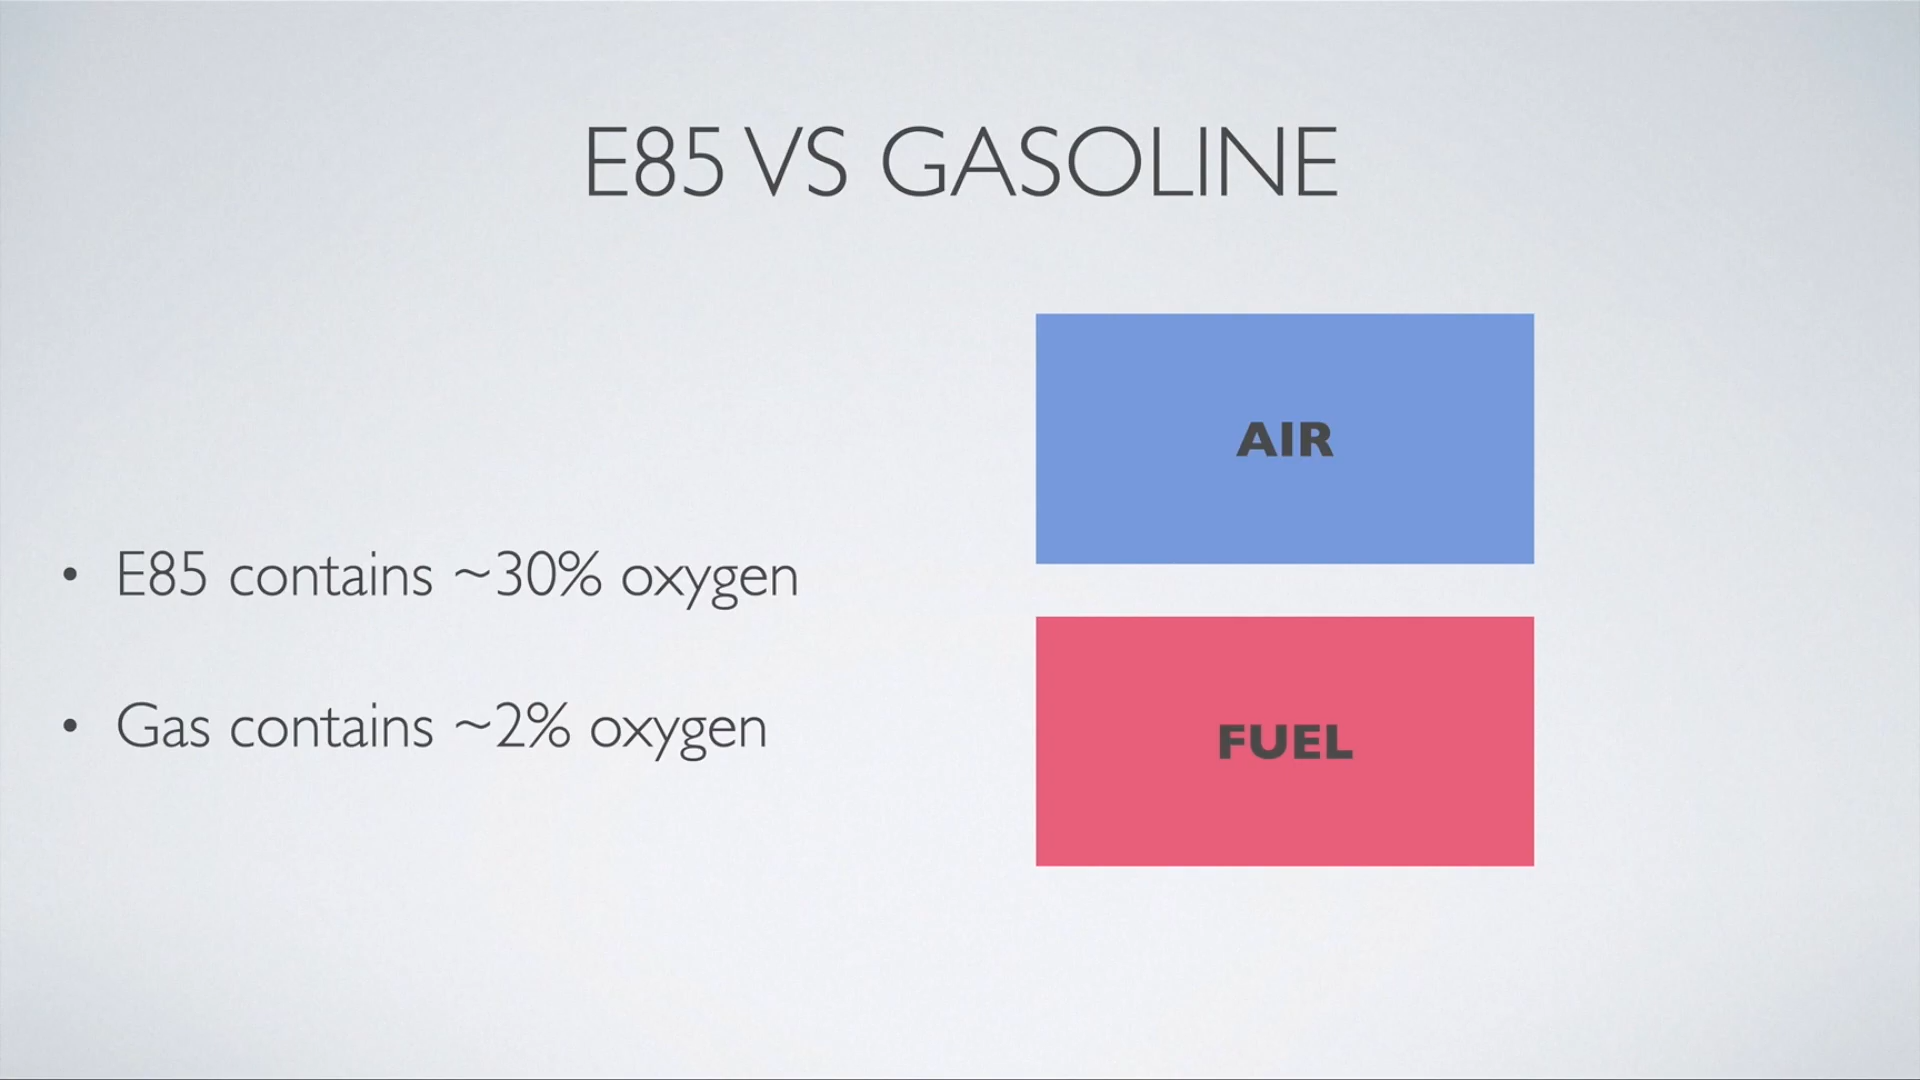 E85 VS GASOLINE
• E85 contains ~30% oxygen
• Gas contains ~2% oxygen
AIR
FUEL